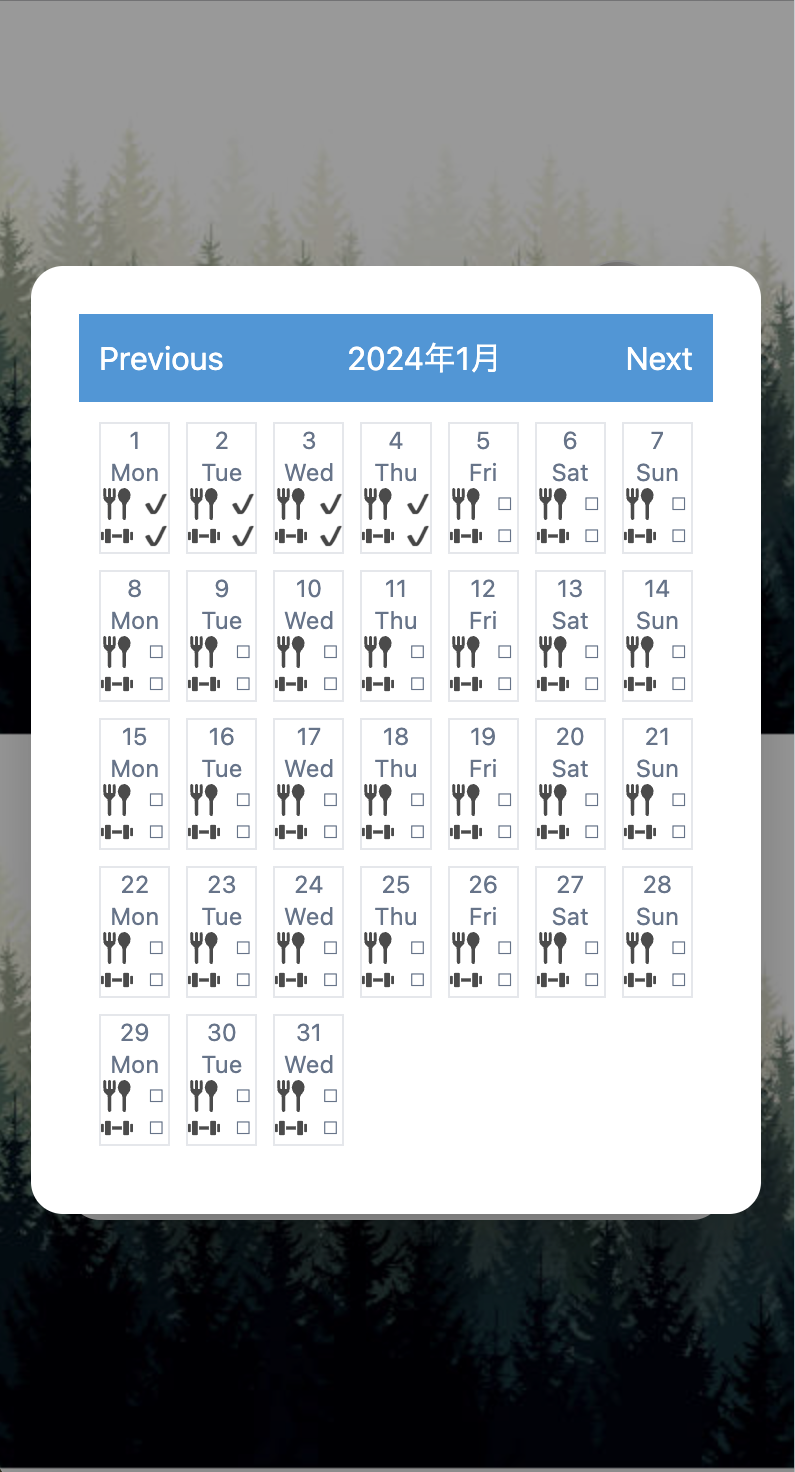 Previous 2024年1月 Next
1 2 3 4 5 6 7
Mon Tue Wed Thu Fri Sat Sun
8 9 10 11 12 13 14
Mon Tue Wed Thu Fri Sat Sun
15 16 17 18 19 20 21
Mon Tue Wed Thu Fri Sat Sun
22 23 24 25 26 27 28
Mon Tue Wed Thu Fri Sat Sun
29 30 31
Mon Tue Wed